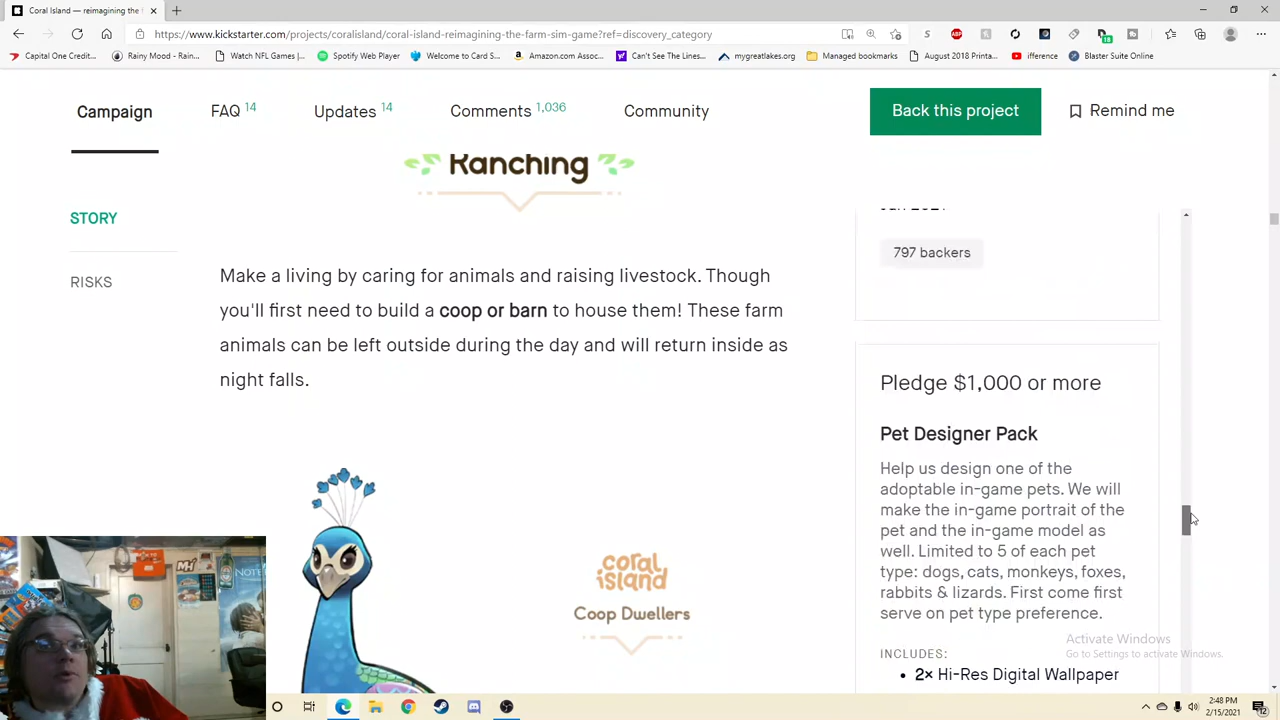 Coral Island — reimagining the f
https://www.kickstarter.com/projects/coralisland/coral-island-reimagining-the-farm-sim-game?ref=discovery_category
18
Capital One Credit...
Rainy Mood - Rain...
Watch NFL Games |...
Spotify Web Player
Welcome to Card S...
Amazon.com Assoc...
Can't See The Lines...
mygreatlakes.org
Managed bookmarks
August 2018 Printa...
ifference
Blaster Suite Online
Campaign
FAQ 14
Updates 14
Comments 1,036
Community
Back this project
Remind me
Ranching
STORY
RISKS
Make a living by caring for animals and raising livestock. Though
you'll first need to build a coop or barn to house them! These farm
animals can be left outside during the day and will return inside as
night falls.
coral
island
Coop Dwellers
797 backers
Pledge $1,000 or more
Pet Designer Pack
Help us design one of the
adoptable in-game pets. We will
make the in-game portrait of the
pet and the in-game model as
well. Limited to 5 of each pet
type: dogs, cats, monkeys, foxes,
rabbits & lizards. First come first
serve on pet type preference.
INCLUDES:
2× Hi-Res Digital Wallpaper
Activate Windows
Go to Settings to activate Windows.
2:48 PM
2/15/2021
12